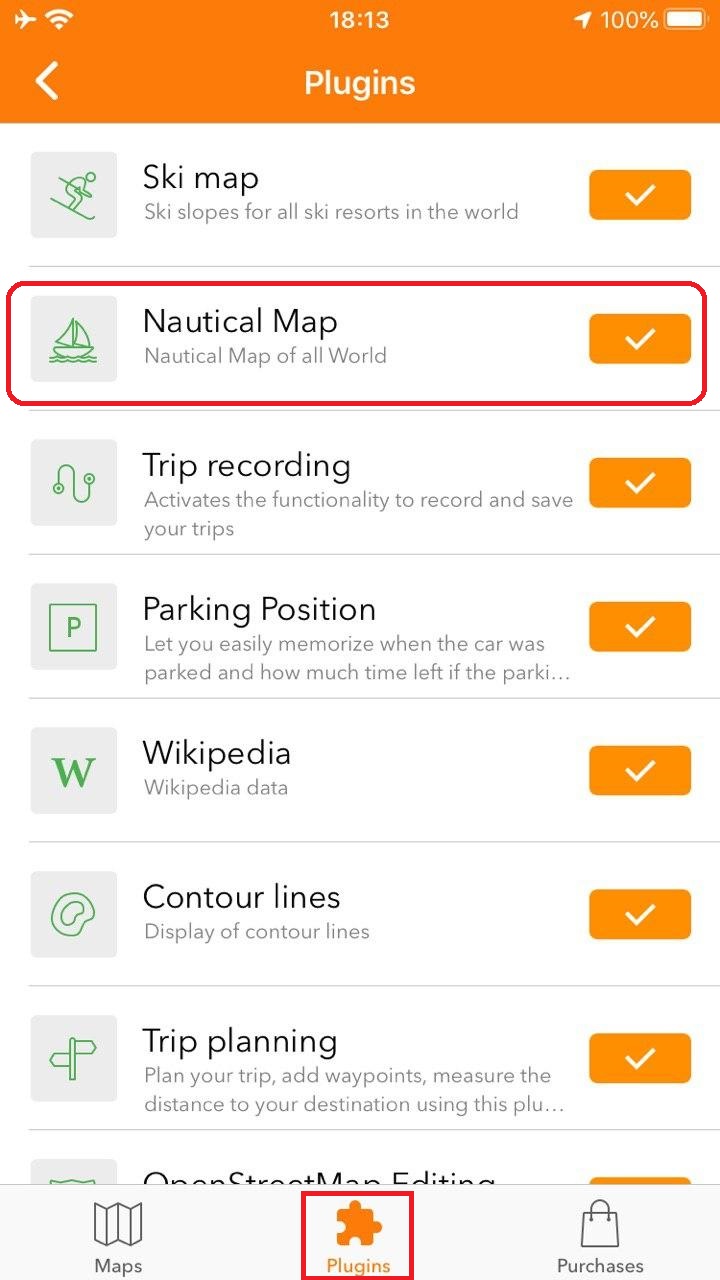 18:13
100%
Plugins
Ski map
Ski slopes for all ski resorts in the world
Nautical Map
Nautical Map of all World
Trip recording
Activates the functionality to record and save
your trips
P
Parking Position
Let you easily memorize when the car was
parked and how much time left if the parki…
W
Wikipedia
Wikipedia data
Contour lines
Display of contour lines
Trip planning
Plan your trip, add waypoints, measure the
distance to your destination using this plu…
OpenStreetMap Editing
Maps
Plugins
Purchases